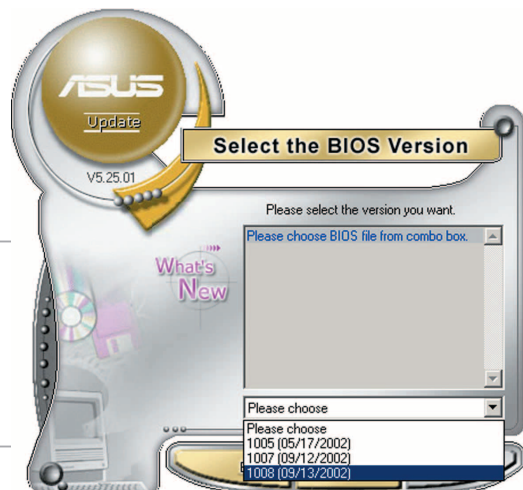 ASUS
Update
V5.25.01
Select the BIOS Version
Please select the version you want.
Please choose BIOS file from combo box.
What's
New
Please choose
Please choose
1005 (05/17/2002)
1007 (09/12/2002)
1008 (09/13/2002)